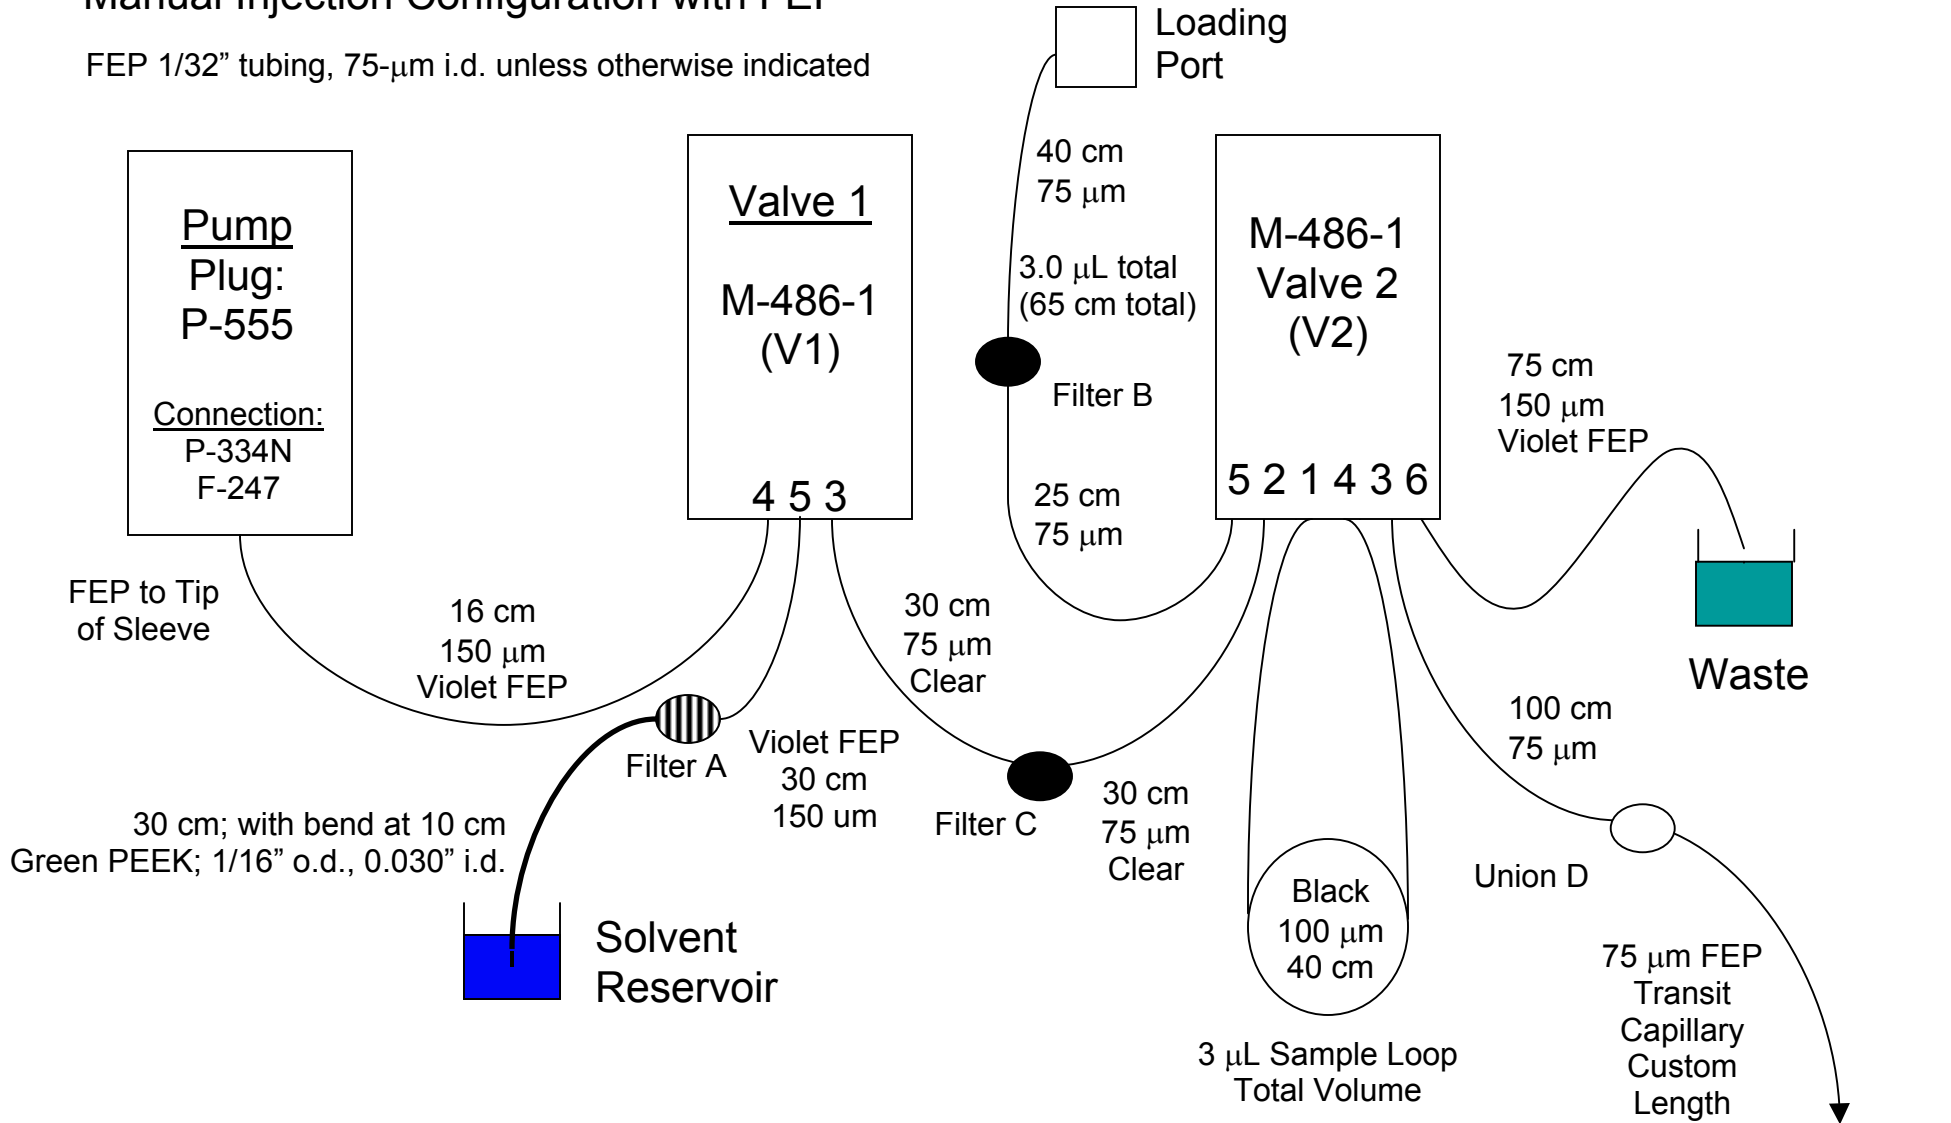 Manual Injection Configuration with FEP
FEP 1/32” tubing, 75-μm i.d. unless otherwise indicated
Loading
Port
Pump
Plug:
P-555
Connection:
P-334N
F-247
FEP to Tip
of Sleeve
16 cm
150 μm
Violet FEP
Valve 1
M-486-1
(V1)
4 5 3
40 cm
75 μm
3.0 μL total
(65 cm total)
Filter B
25 cm
75 μm
M-486-1
Valve 2
(V2)
5 2 1 4 3 6
75 cm
150 μm
Violet FEP
Waste
30 cm
75 μm
Clear
Filter A
Violet FEP
30 cm
150 um
Filter C
30 cm
75 μm
Clear
30 cm; with bend at 10 cm
Green PEEK; 1/16” o.d., 0.030” i.d.
Solvent
Reservoir
Black
100 μm
40 cm
3 μL Sample Loop
Total Volume
100 cm
75 μm
Union D
75 μm FEP
Transit
Capillary
Custom
Length